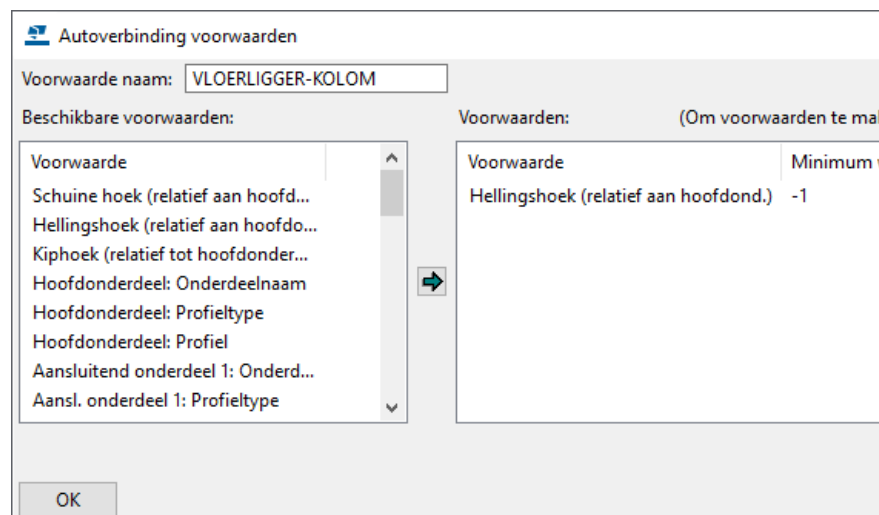 Autoverbinding voorwaarden
Voorwaarde naam: VLOERLIGGER-KOLOM
Beschikbare voorwaarden:
Voorwaarde
Schuine hoek (relatief aan hoofd...
Hellingshoek (relatief aan hoofdo...
Kiphoek (relatief tot hoofdonder...
Hoofdonderdeel: Onderdeelnaam
Hoofdonderdeel: Profieltype
Hoofdonderdeel: Profiel
Aansluitend onderdeel 1: Onderd...
Aansl. onderdeel 1: Profieltype
Voorwaarden: (Om voorwaarden te ma
Voorwaarde Minimum
Hellingshoek (relatief aan hoofdond.) -1
OK